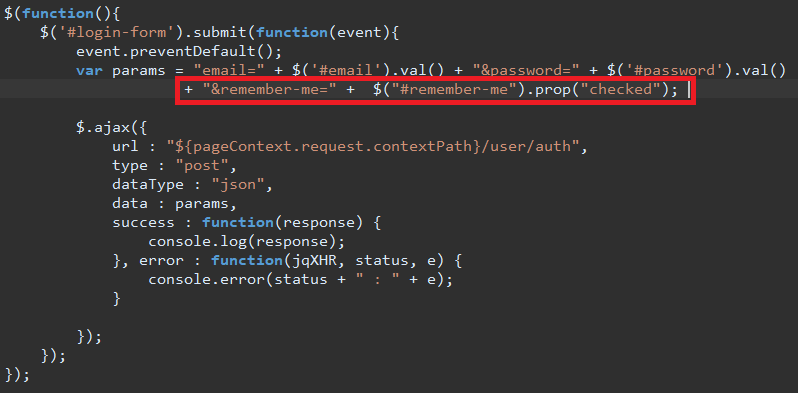 $(function(){
    $('#login-form').submit(function(event){
        event.preventDefault();
        var params = "email=" + $('#email').val() + "&password=" + $('#password').val()
                    + "&remember-me=" +  $("#remember-me").prop("checked");
        $.ajax({
            url : "${pageContext.request.contextPath}/user/auth",
            type : "post",
            dataType : "json",
            data : params,
            success : function(response) {
                console.log(response);
            }, error : function(jqXHR, status, e) {
                console.error(status + " : " + e);
            }
        });
    });
});